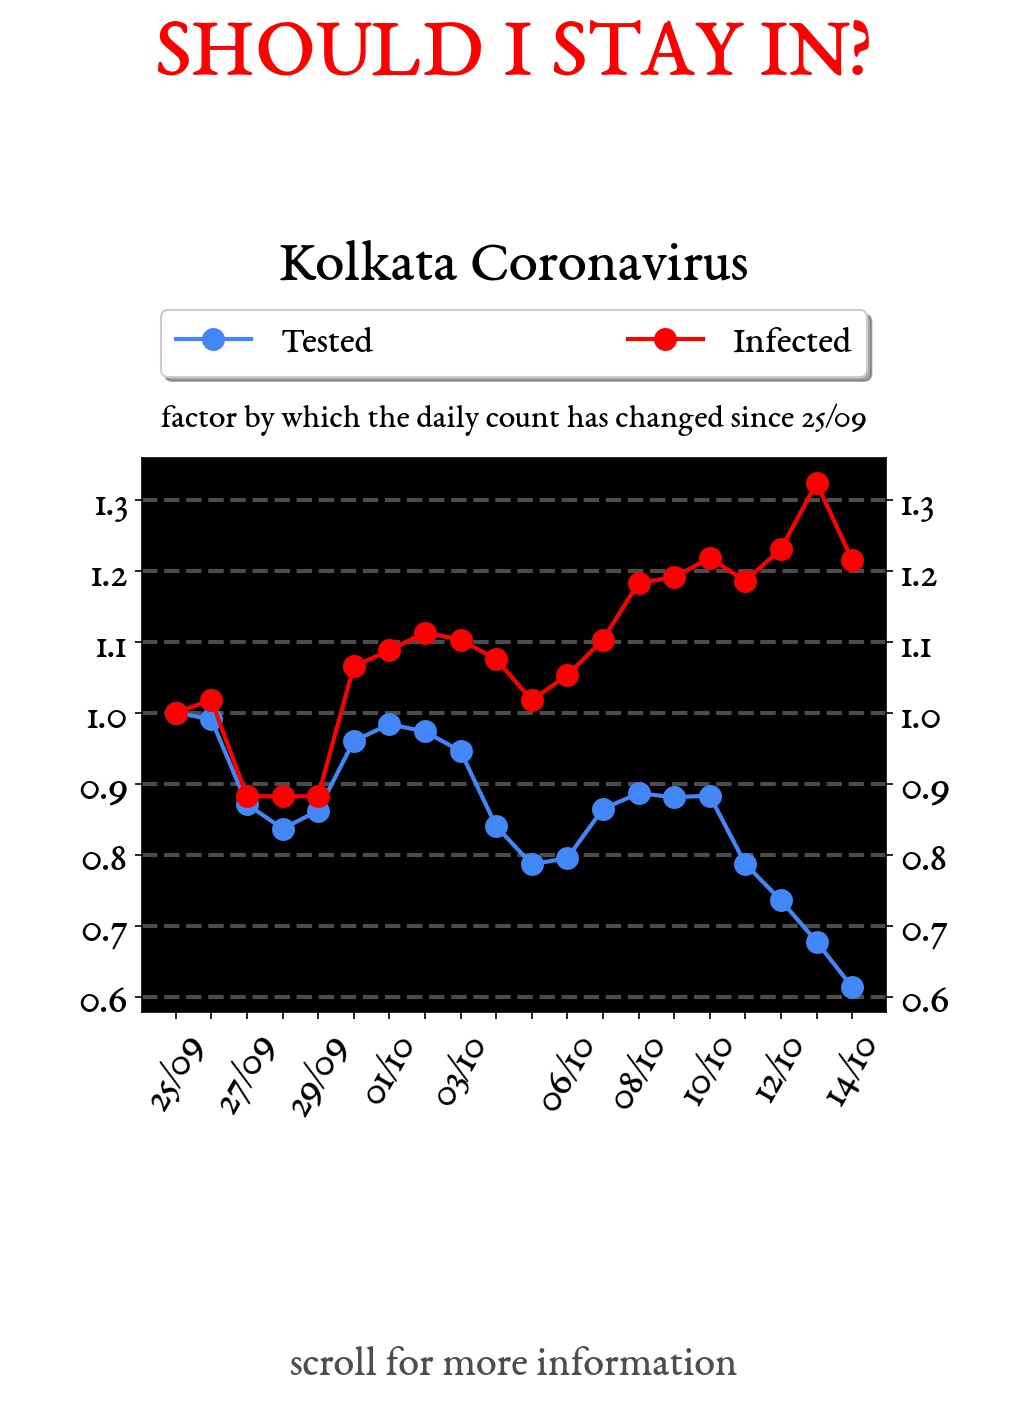 SHOULD I STAY IN?
Kolkata Coronavirus
Tested Infected
factor by which the daily count has changed since 25/09
1.3 1.3
1.2 1.2
1.1 1.1
1.0 1.0
0.9 0.9
0.8 0.8
0.7 0.7
0.6 0.6
25/09 27/09 29/09 01/10 03/10 06/10 08/10 10/10 12/10 14/10
scroll for more information